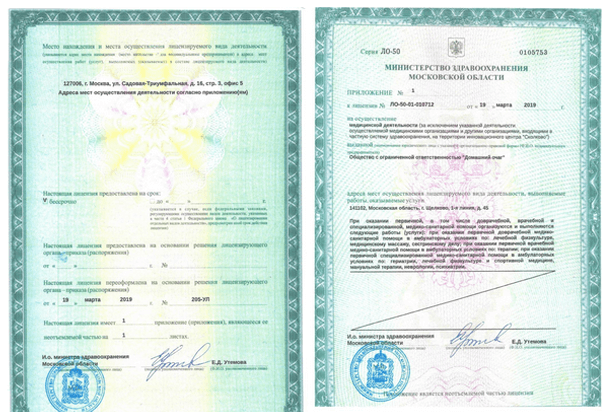 Место нахождения и места осуществления лицензируемого вида деятельности
127006, г. Москва, ул. Садовая-Триумфальная, д. 16, стр. 3, офис 5
Адреса мест осуществления деятельности согласно приложению(ям)
Настоящая лицензия предоставлена на срок:
бессрочно
Настоящая лицензия предоставлена на основании решения лицензирующего
органа - приказа (распоряжения)
от « » г. №
Настоящая лицензия переоформлена на основании решения лицензирующего
органа - приказа (распоряжения)
от « 18 » марта 2019 г. № 205-УЛ
Настоящая лицензия имеет 1 приложение (приложения), являющееся ее
неотъемлемой частью на 1 листах.
И.о. министра здравоохранения
Московской области
Е.Д. Утемова
Серия ЛО-50 0105753
МИНИСТЕРСТВО ЗДРАВООХРАНЕНИЯ
МОСКОВСКОЙ ОБЛАСТИ
ПРИЛОЖЕНИЕ № 1
к лицензии № ЛО-50-01-010712 от « 18 » марта 2019 г.
на осуществление
медицинской деятельности (за исключением указанной деятельности
осуществляемой медицинскими организациями и другими организациями, входящими в
частную систему здравоохранения, на территории инновационного центра "Сколково")
выданной
Общество с ограниченной ответственностью "Домашний очаг"
адреса мест осуществления лицензируемого вида деятельности, выполняемые
работы, оказываемые услуги
141102, Московская область, г. Щелково, 1-я линия, д. 45
При оказании первичной, в том числе доврачебной, врачебной и
специализированной, медико-санитарной помощи организуются и выполняются
следующие работы (услуги): при оказании первичной доврачебной медико-
санитарной помощи в амбулаторных условиях по: лечебной физкультуре,
медицинскому массажу, сестринскому делу; при оказании первичной врачебной
медико-санитарной помощи в амбулаторных условиях по: терапии; при оказании
первичной специализированной медико-санитарной помощи в амбулаторных
условиях по: гериатрии, лечебной физкультуре и спортивной медицине,
мануальной терапии, неврологии, психиатрии.
И.о. министра здравоохранения
Московской области
Е.Д. Утемова
Приложение является неотъемлемой частью лицензии